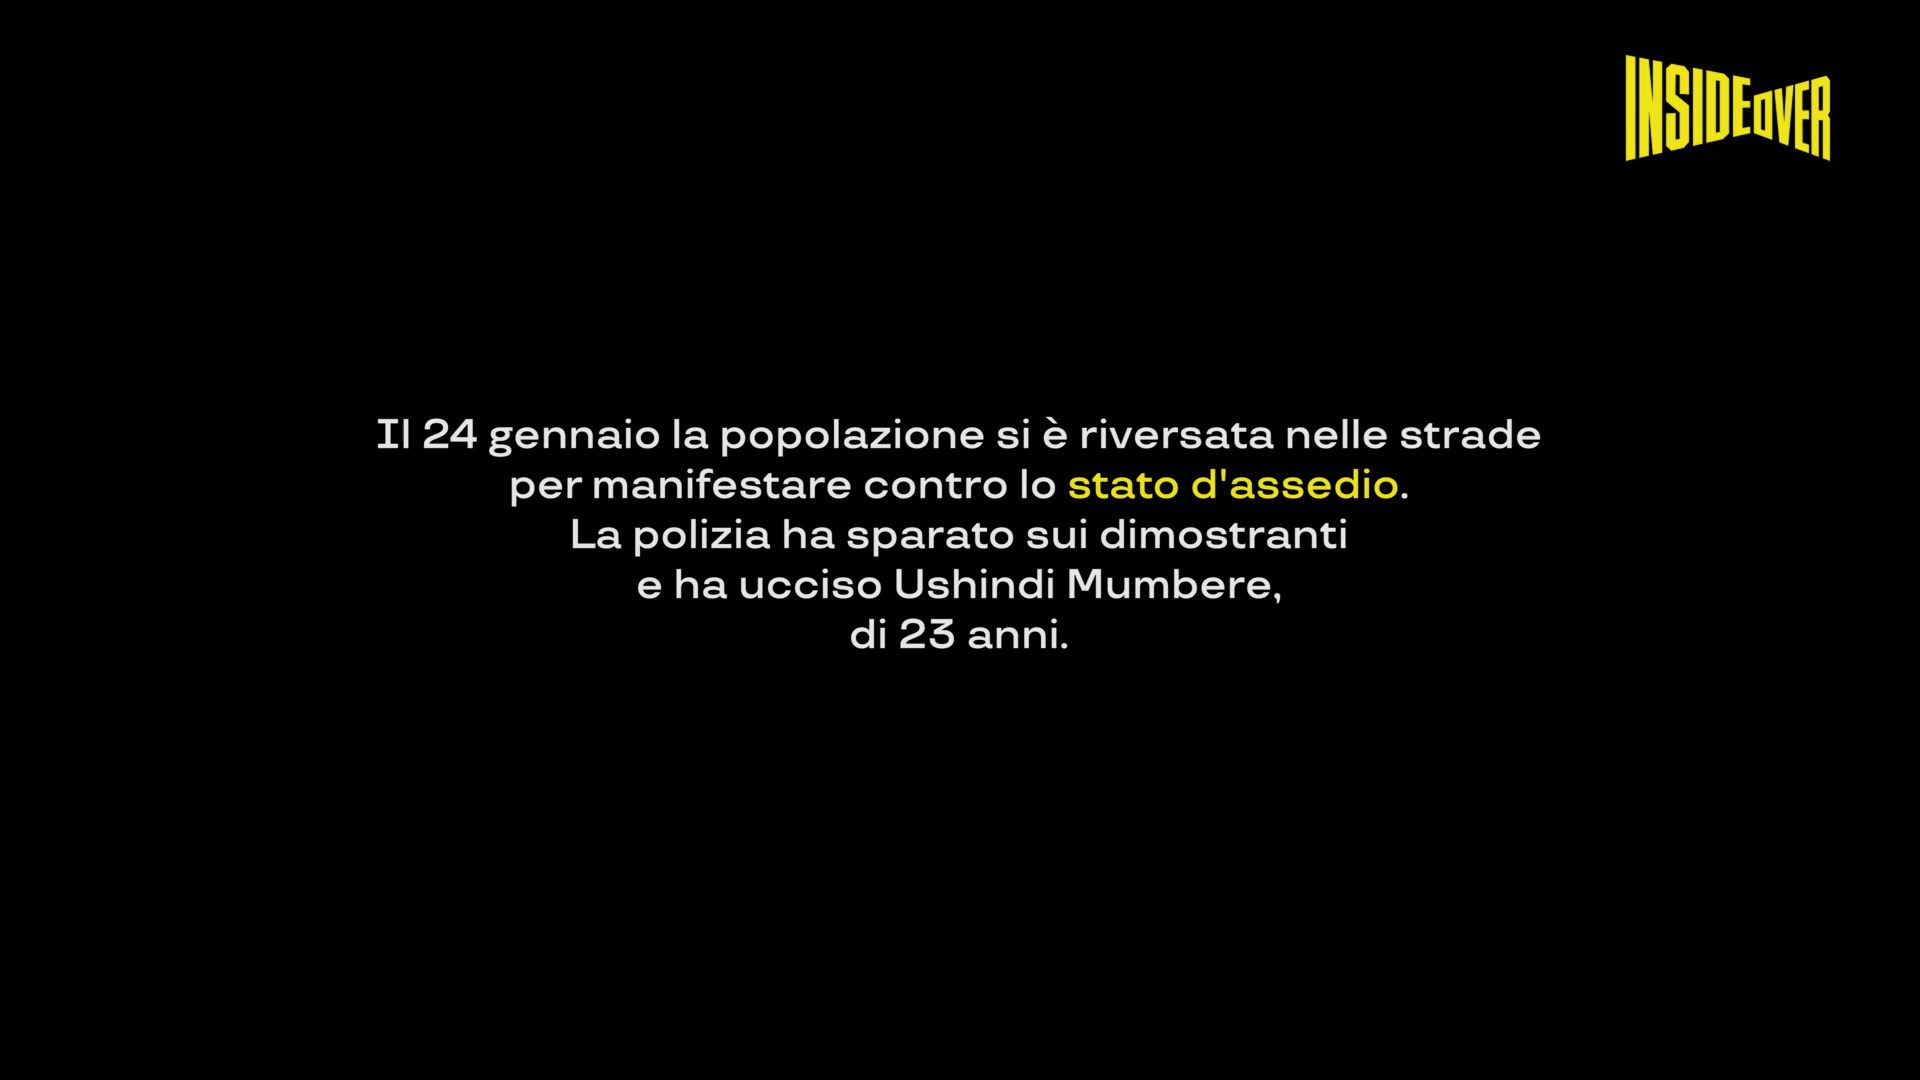 INSIDEOVER
Il 24 gennaio la popolazione si è riversata nelle strade
per manifestare contro lo stato d'assedio.
La polizia ha sparato sui dimostranti
e ha ucciso Ushindi Mumbere,
di 23 anni.